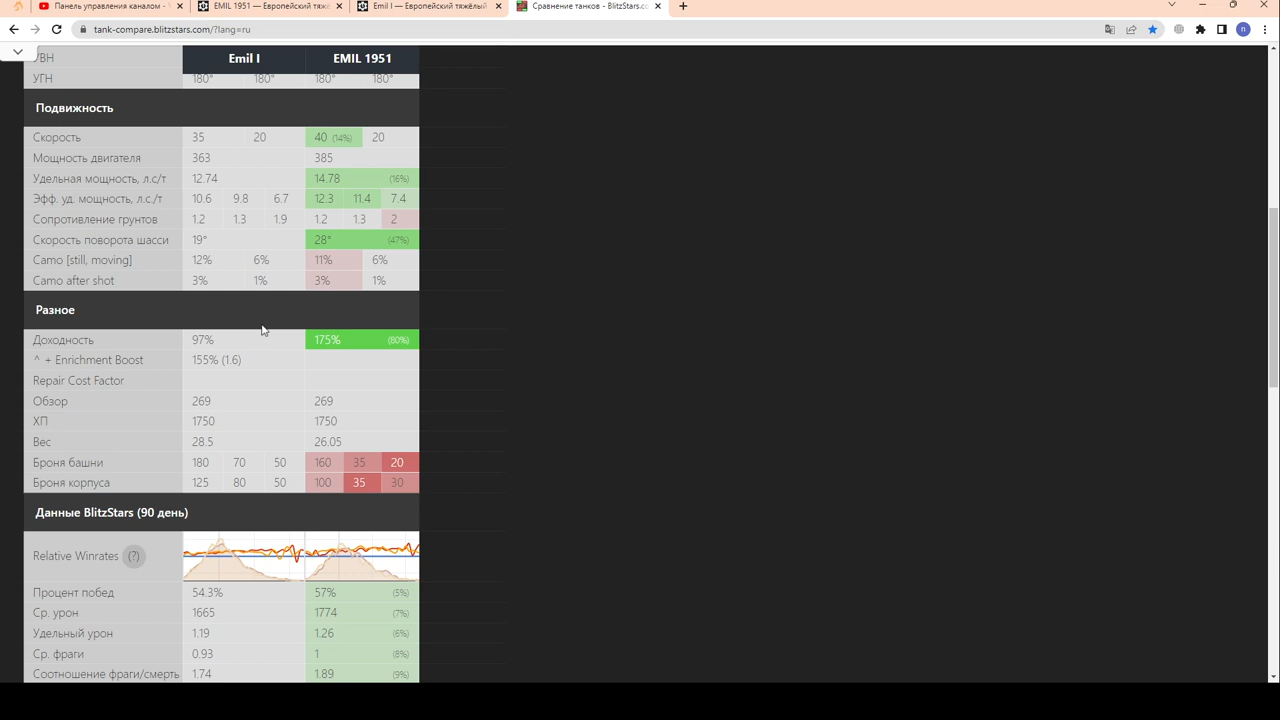 Панель управления каналом -
EMIL 1951 — Европейский тяже
Emil I — Европейский тяжёлый
Сравнение танков - BlitzStars.co
tank-compare.blitzstars.com/?lang=ru
n
УВН Emil I EMIL 1951
УГН 180° 180° 180° 180°
Подвижность
Скорость 35 20 40 (14%) 20
Мощность двигателя 363 385
Удельная мощность, л.с/т 12.74 14.78 (16%)
Эфф. уд. мощность, л.с./т 10.6 9.8 6.7 12.3 11.4 7.4
Сопротивление грунтов 1.2 1.3 1.9 1.2 1.3 2
Скорость поворота шасси 19° 28° (47%)
Camo [still, moving] 12% 6% 11% 6%
Camo after shot 3% 1% 3% 1%
Разное
Доходность 97% 175% (80%)
^ + Enrichment Boost 155% (1.6)
Repair Cost Factor
Обзор 269 269
ХП 1750 1750
Вес 28.5 26.05
Броня башни 180 70 50 160 35 20
Броня корпуса 125 80 50 100 35 30
Данные BlitzStars (90 день)
Relative Winrates (?)
Процент побед 54.3% 57% (5%)
Ср. урон 1665 1774 (7%)
Удельный урон 1.19 1.26 (6%)
Ср. фраги 0.93 1 (8%)
Соотношение фраги/смерть 1.74 1.89 (9%)